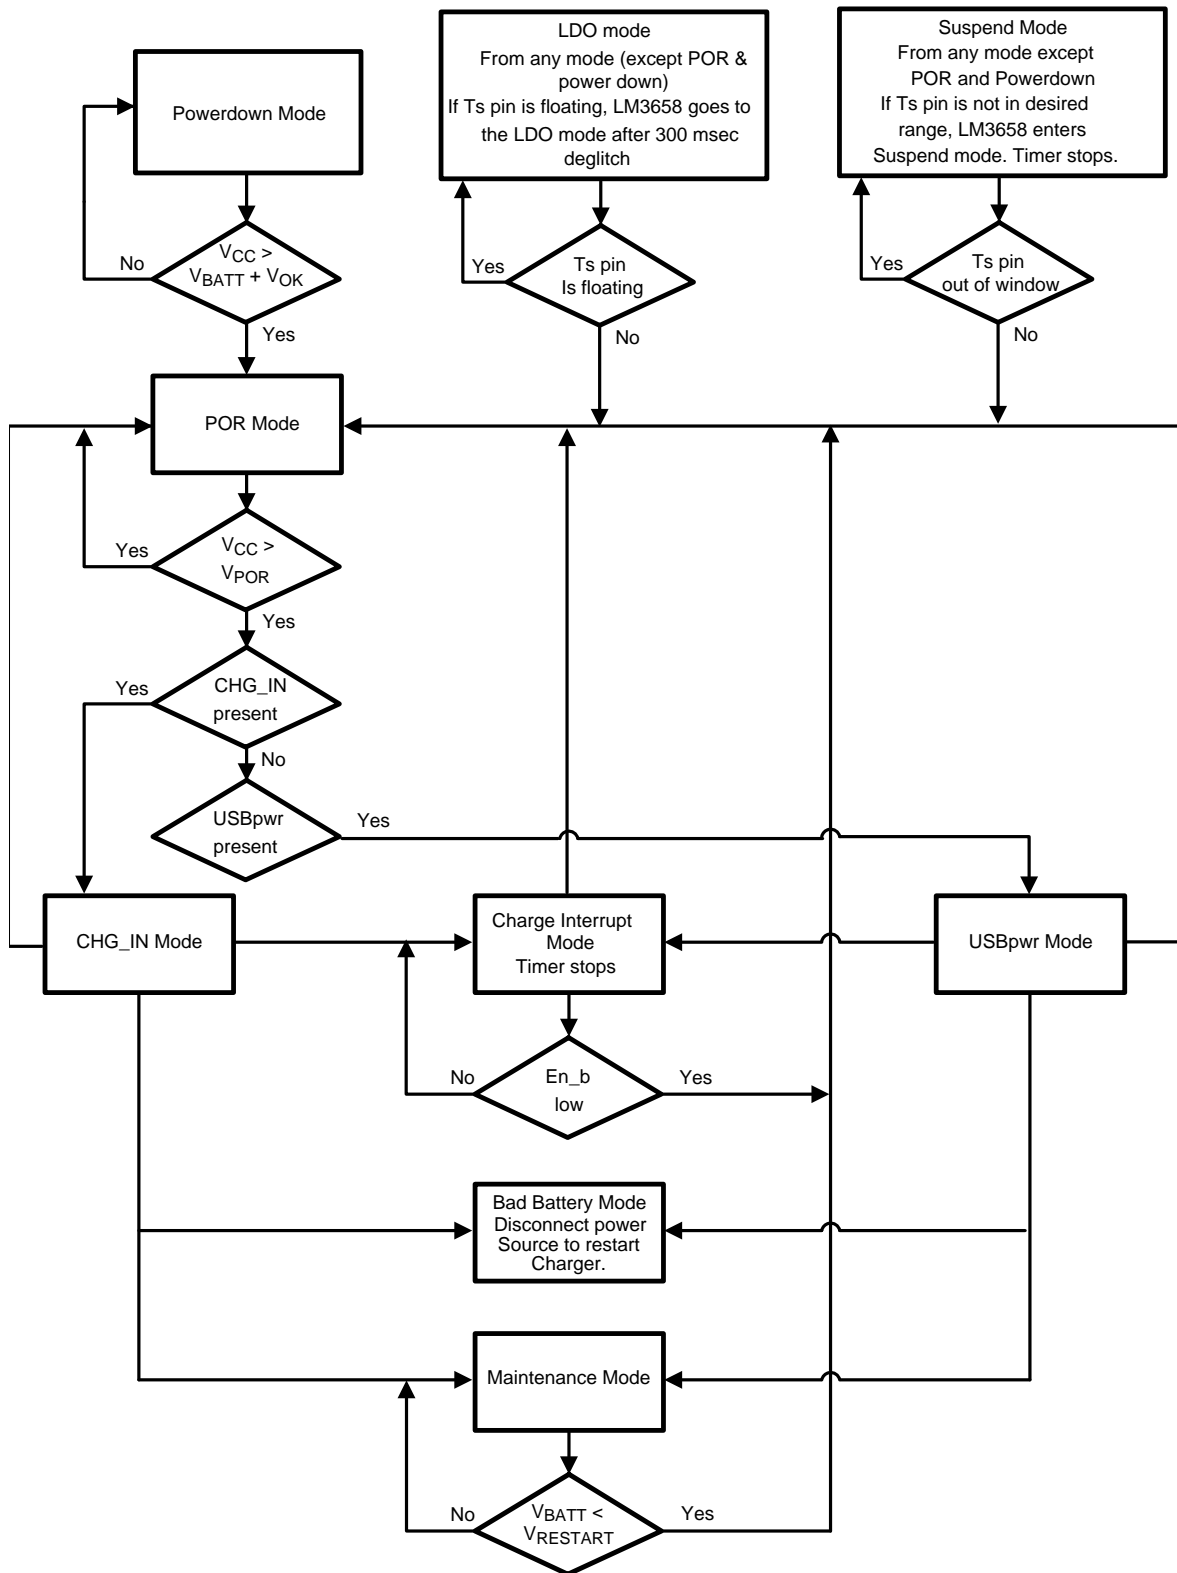 Powerdown Mode
No
VCC >
VBATT + VOK
Yes
LDO mode
From any mode (except POR &
power down)
If Ts pin is floating, LM3658 goes to
the LDO mode after 300 msec
deglitch
Yes
Ts pin
Is floating
No
Suspend Mode
From any mode except
POR and Powerdown
If Ts pin is not in desired
range, LM3658 enters
Suspend mode. Timer stops.
Yes
Ts pin
out of window
No
POR Mode
Yes
VCC >
VPOR
Yes
Yes
CHG_IN
present
No
USBpwr
present
Yes
CHG_IN Mode
Charge Interrupt
Mode
Timer stops
USBpwr Mode
No
En_b
low
Yes
Bad Battery Mode
Disconnect power
Source to restart
Charger.
Maintenance Mode
No
VBATT <
VRESTART
Yes